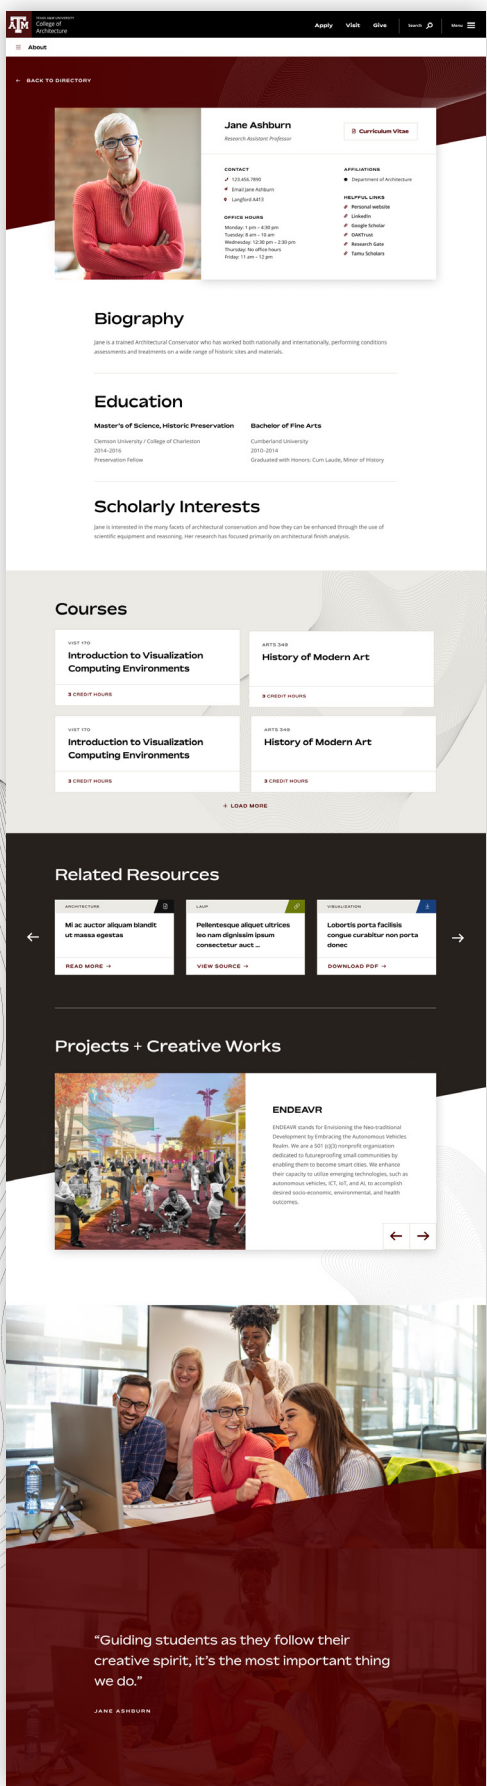 TEXAS A&M UNIVERSITY
College of
Architecture
Apply
Visit
Give
Search
Menu
About
← BACK TO DIRECTORY
Jane Ashburn
Research Assistant Professor
Curriculum Vitae
CONTACT
123.456.7890
Email Jane Ashburn
Langford A413
OFFICE HOURS
Monday: 1 pm – 4:30 pm
Tuesday: 8 am – 10 am
Wednesday: 12:30 pm – 2:30 pm
Thursday: No office hours
Friday: 11 am – 12 pm
AFFILIATIONS
Department of Architecture
HELPFUL LINKS
Personal website
LinkedIn
Google Scholar
OAKTrust
Research Gate
Tamu Scholars
Biography
Jane is a trained Architectural Conservator who has worked both nationally and internationally, performing conditions
assessments and treatments on a wide range of historic sites and materials.
Education
Master's of Science, Historic Preservation
Clemson University / College of Charleston
2014–2016
Preservation Fellow
Bachelor of Fine Arts
Cumberland University
2010–2014
Graduated with Honors: Cum Laude, Minor of History
Scholarly Interests
Jane is interested in the many facets of architectural conservation and how they can be enhanced through the use of
scientific equipment and reasoning. Her research has focused primarily on architectural finish analysis.
Courses
VIST 170
Introduction to Visualization
Computing Environments
3 CREDIT HOURS
ARTS 349
History of Modern Art
3 CREDIT HOURS
VIST 170
Introduction to Visualization
Computing Environments
3 CREDIT HOURS
ARTS 349
History of Modern Art
3 CREDIT HOURS
+ LOAD MORE
Related Resources
ARCHITECTURE
Mi ac auctor aliquam blandit
ut massa egestas
READ MORE →
LAUP
Pellentesque aliquet ultrices
leo nam dignissim ipsum
consectetur auct ...
VIEW SOURCE →
VISUALIZATION
Lobortis porta facilisis
congue curabitur non porta
donec
DOWNLOAD PDF →
Projects + Creative Works
ENDEAVR
ENDEAVR stands for Envisioning the Neo-traditional
Development by Embracing the Autonomous Vehicles
Realm. We are a 501 (c)(3) nonprofit organization
dedicated to futureproofing small communities by
enabling them to become smart cities. We enhance
their capacity to utilize emerging technologies, such as
autonomous vehicles, ICT, IoT, and AI, to accomplish
desired socio-economic, environmental, and health
outcomes.
“Guiding students as they follow their
creative spirit, it’s the most important thing
we do.”
JANE ASHBURN